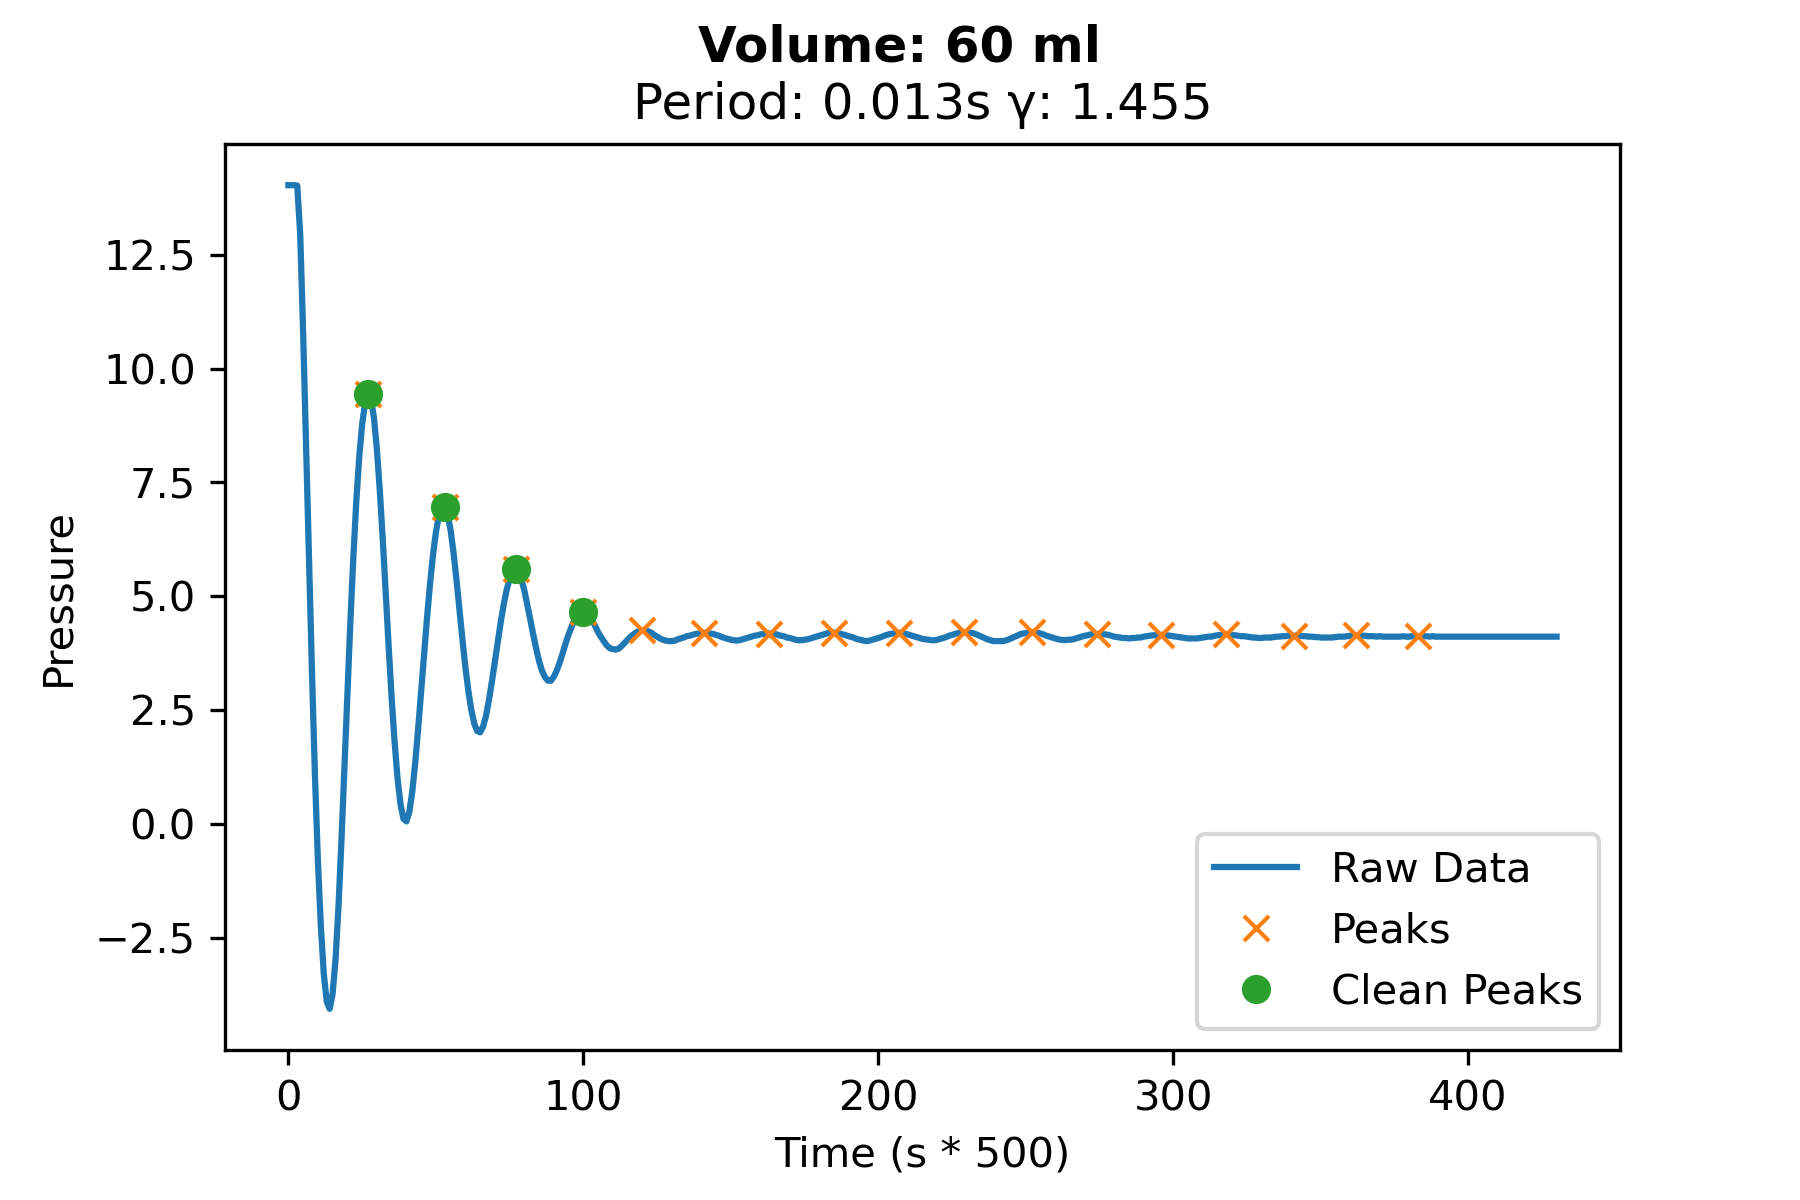 Volume: 60 ml
Period: 0.013s γ: 1.455
Pressure
12.5
10.0
7.5
5.0
2.5
0.0
−2.5
Raw Data
Peaks
Clean Peaks
0 100 200 300 400
Time (s * 500)